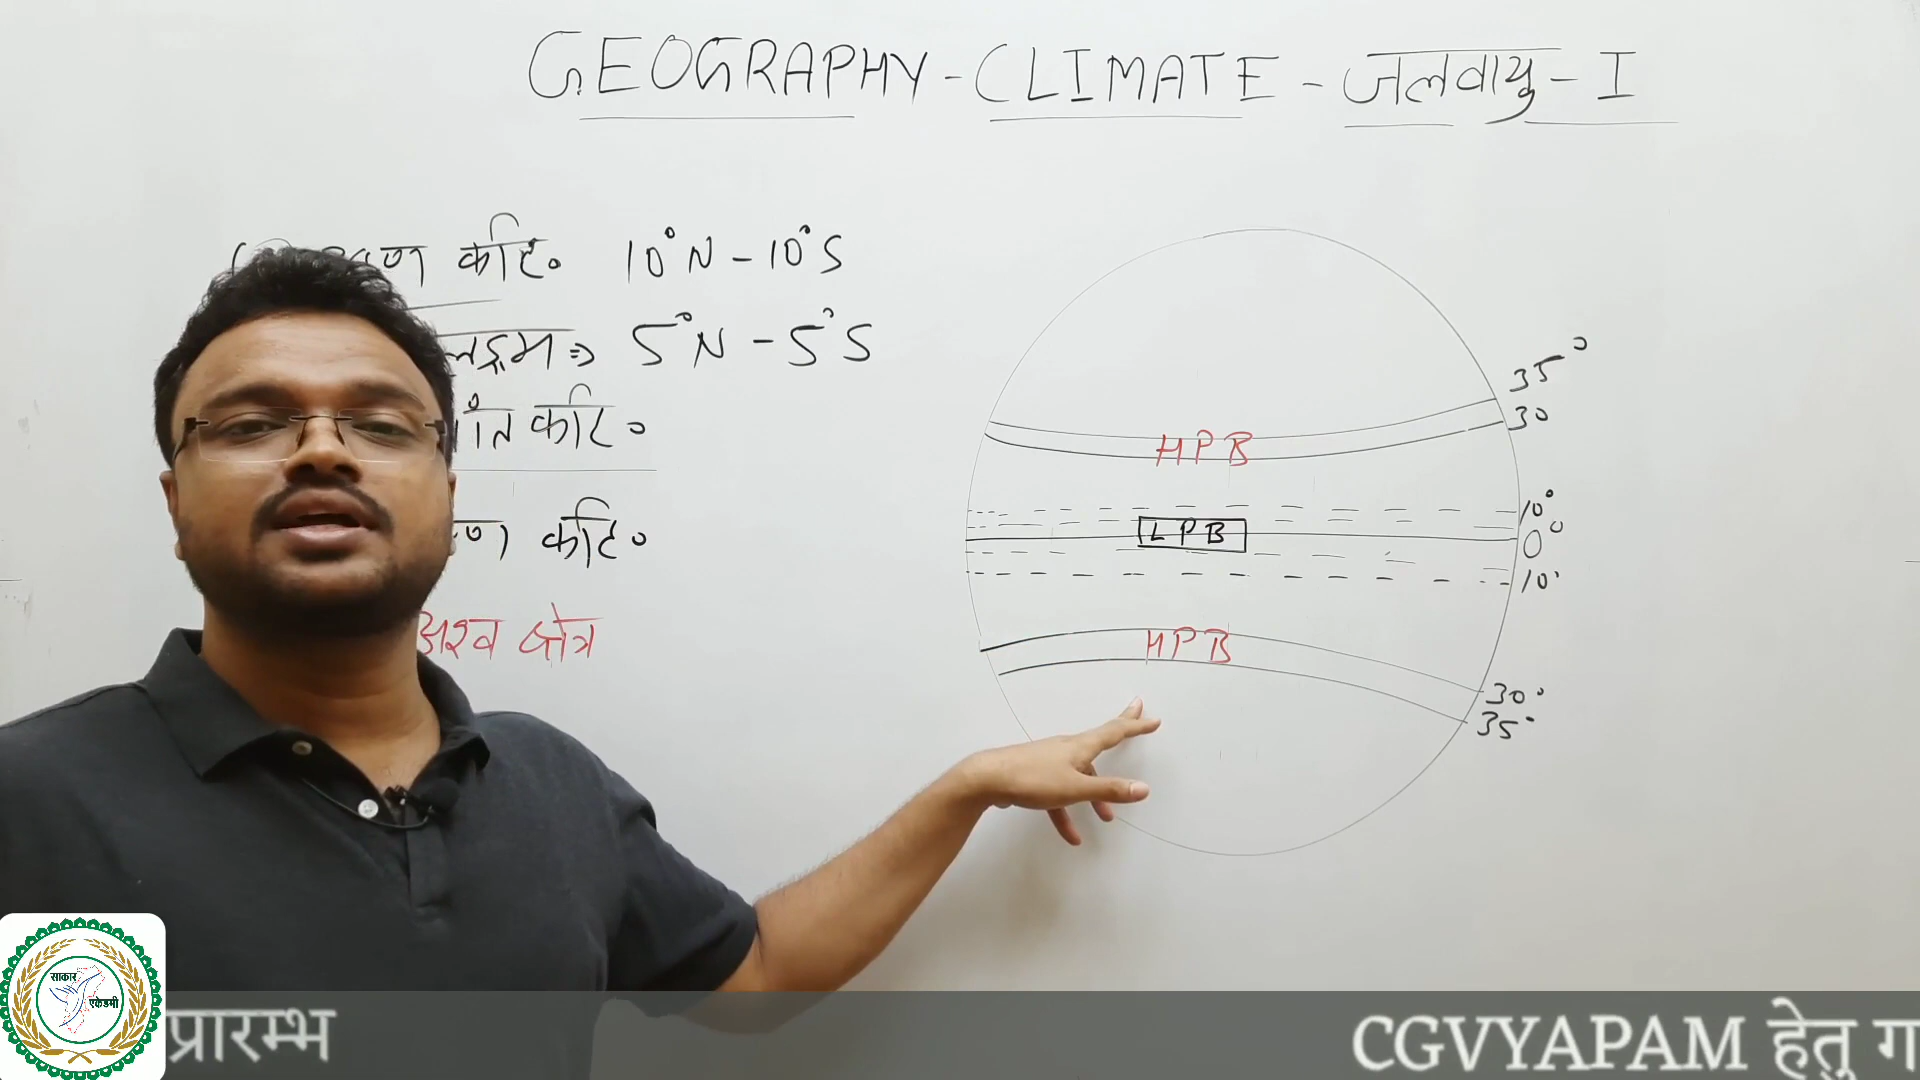 GEOGRAPHY - CLIMATE - जलवायु - I
कटि० 10° N - 10° S
5° N - 5° S
कटि०
कटि०
अश्व क्षेत्र
35°
30
HPB
10°
0°
LPB
10°
HPB
30°
35°
साकार
एकेडमी
प्रारम्भ
CGVYAPAM हेतु ग